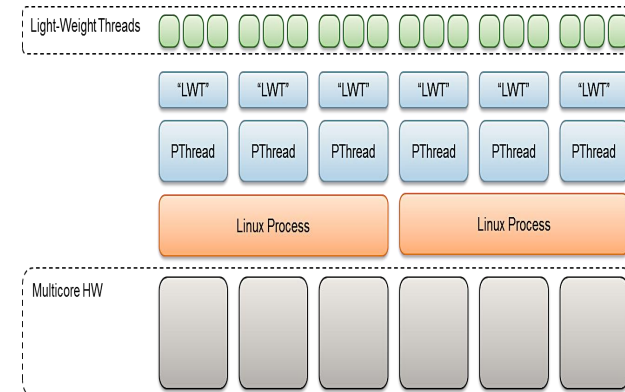 Light-Weight Threads
“LWT” “LWT” “LWT” “LWT” “LWT” “LWT”
PThread PThread PThread PThread PThread PThread
Linux Process Linux Process
Multicore HW